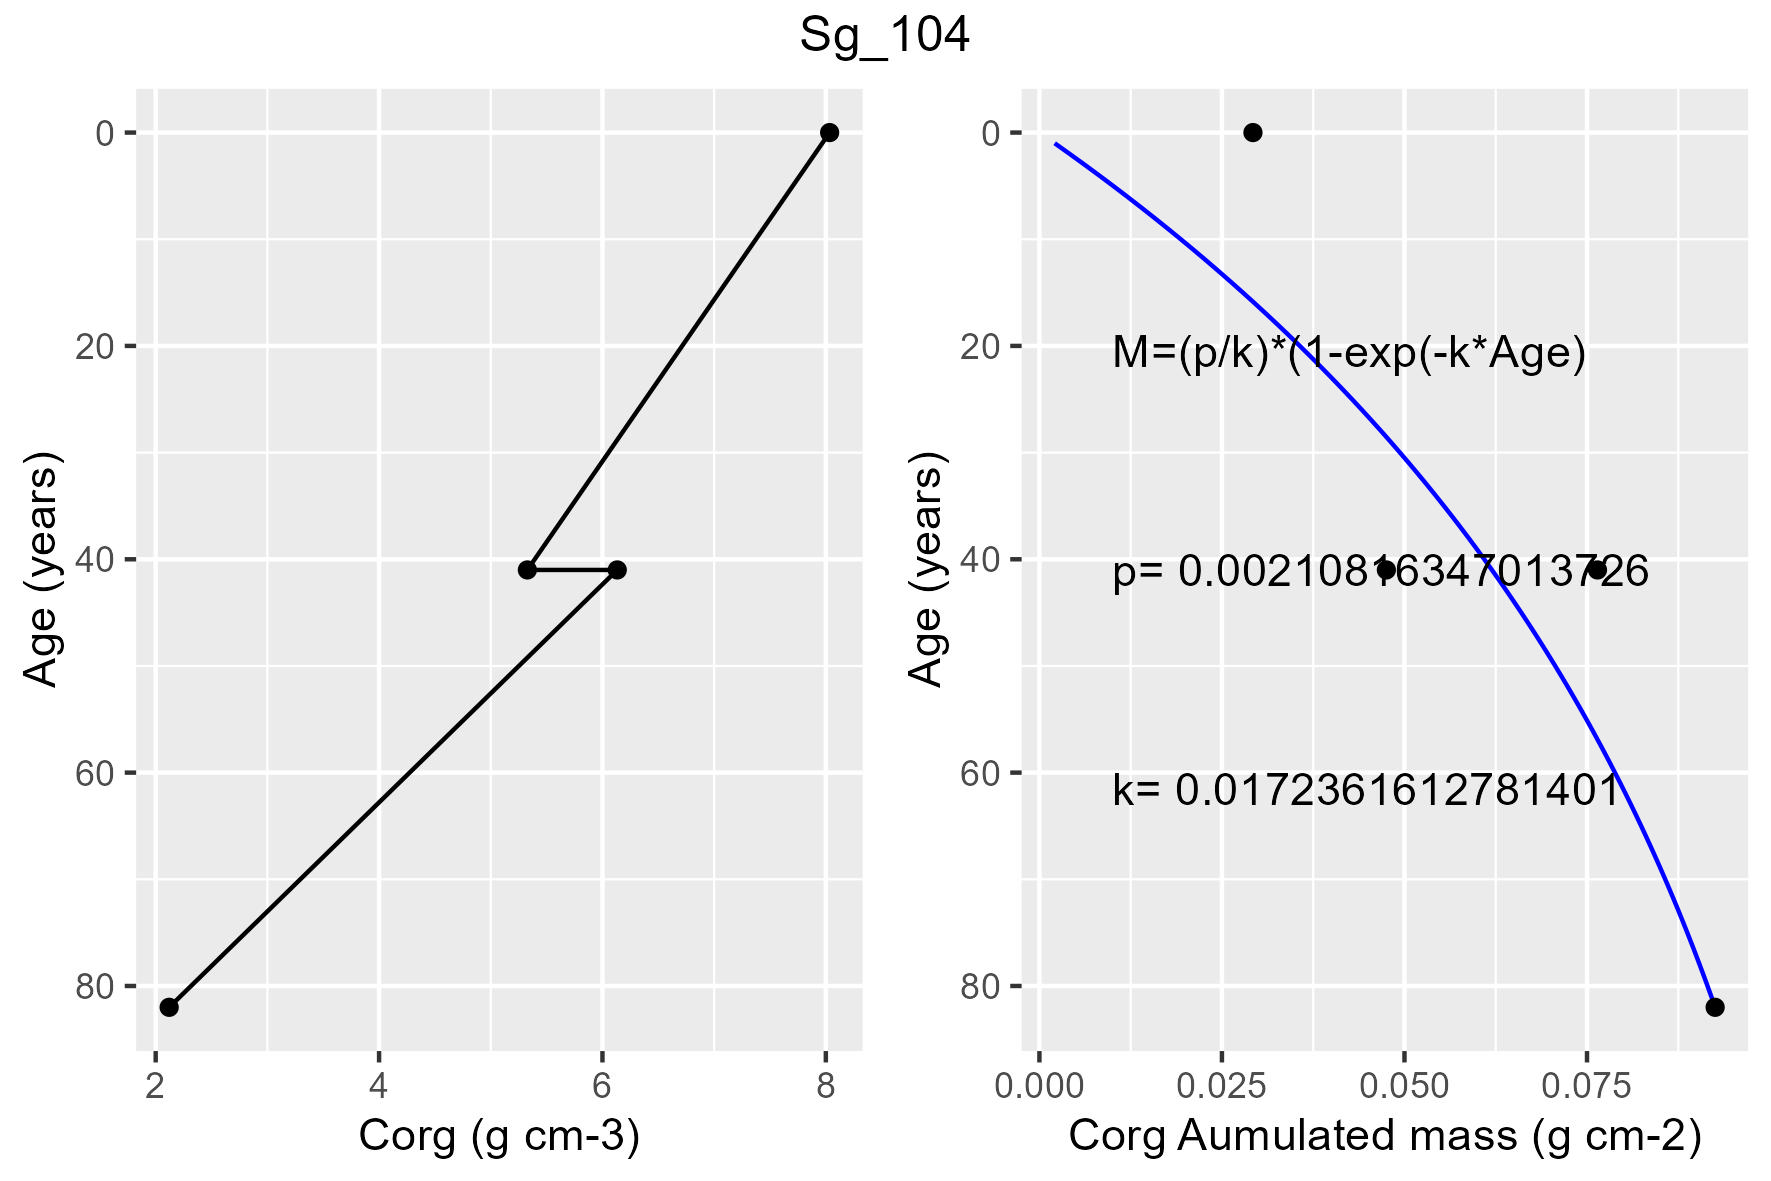 Sg_104
0
20
40
60
80
Age (years)
2 4 6 8
Corg (g cm-3)
0
20
40
60
80
Age (years)
M=(p/k)*(1-exp(-k*Age)
p= 0.00210816347013726
k= 0.0172361612781401
0.000 0.025 0.050 0.075
Corg Aumulated mass (g cm-2)